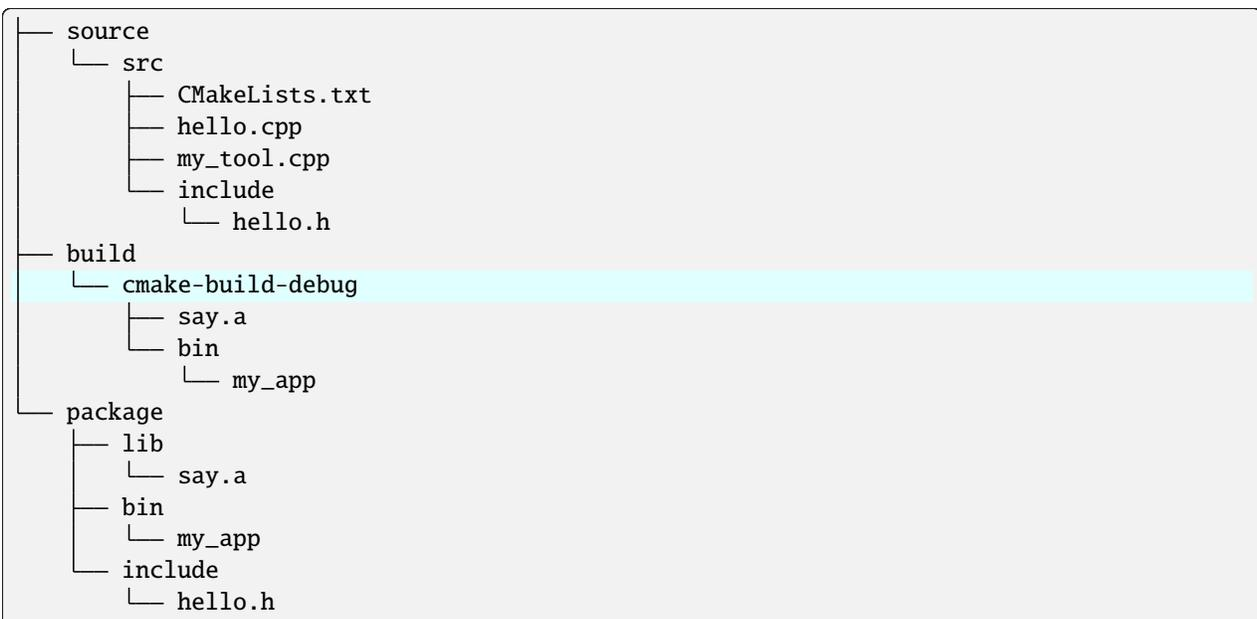 ├── source
│   └── src
│       ├── CMakeLists.txt
│       ├── hello.cpp
│       ├── my_tool.cpp
│       └── include
│           └── hello.h
├── build
│   └── cmake-build-debug
│       ├── say.a
│       └── bin
│           └── my_app
└── package
    ├── lib
    │   └── say.a
    ├── bin
    │   └── my_app
    └── include
        └── hello.h